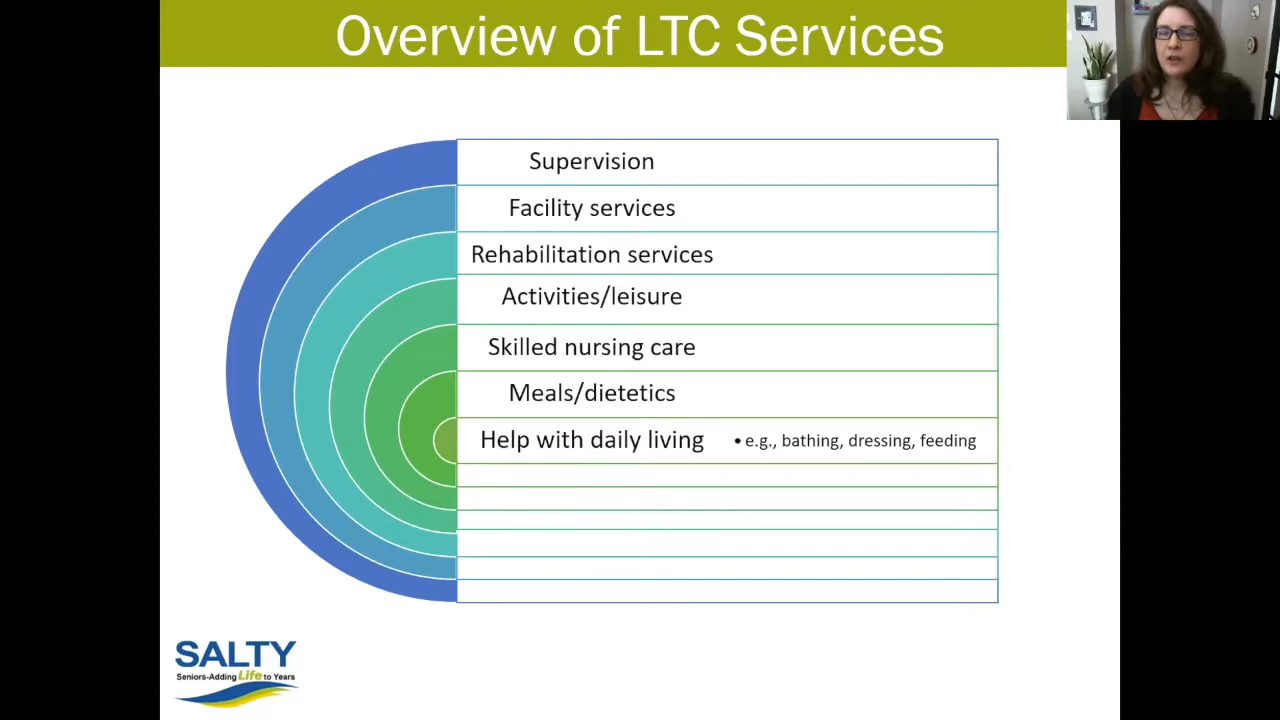 Overview of LTC Services
Supervision
Facility services
Rehabilitation services
Activities/leisure
Skilled nursing care
Meals/dietetics
Help with daily living
• e.g., bathing, dressing, feeding
SALTY
Seniors-Adding Life to Years